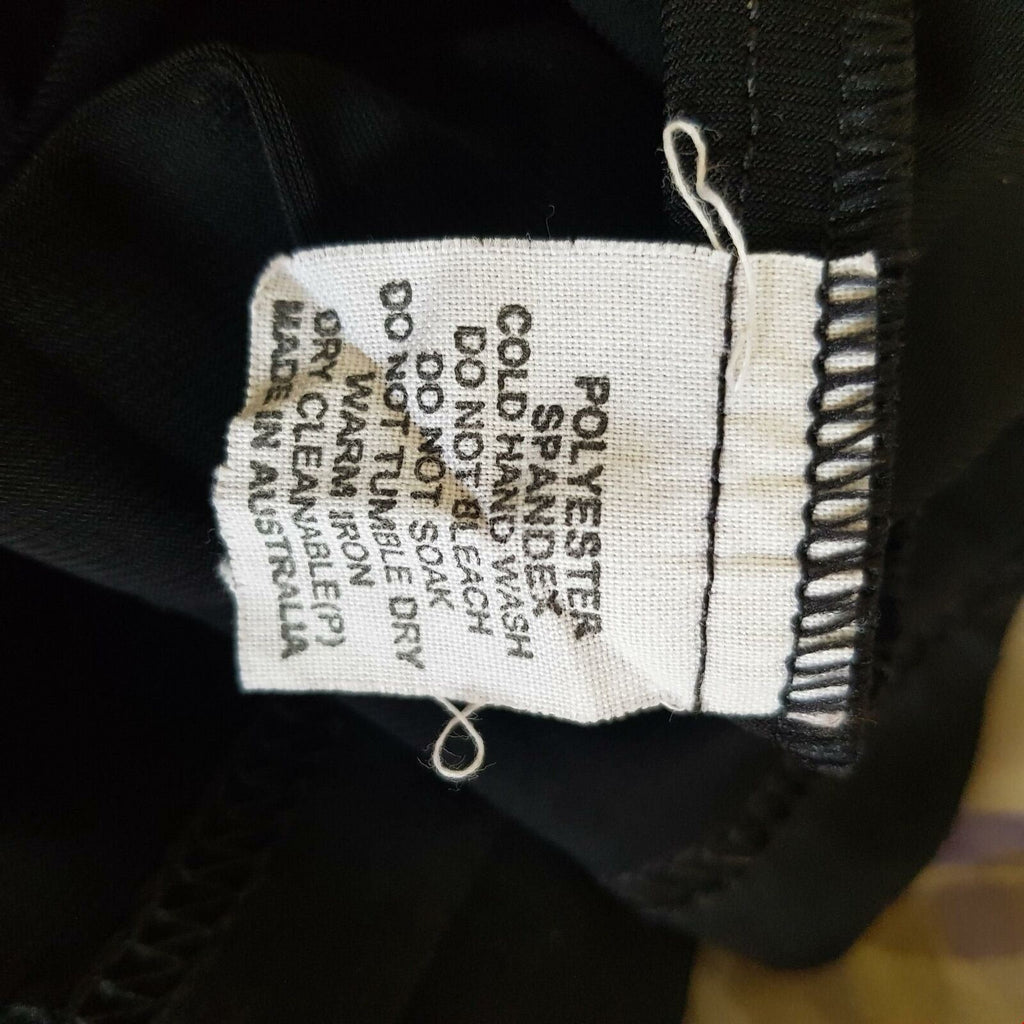 POLYESTER
SPANDEX
COLD HAND WASH
DO NOT BLEACH
DO NOT SOAK
DO NOT TUMBLE DRY
WARM IRON
DRY CLEANABLE(P)
MADE IN AUSTRALIA